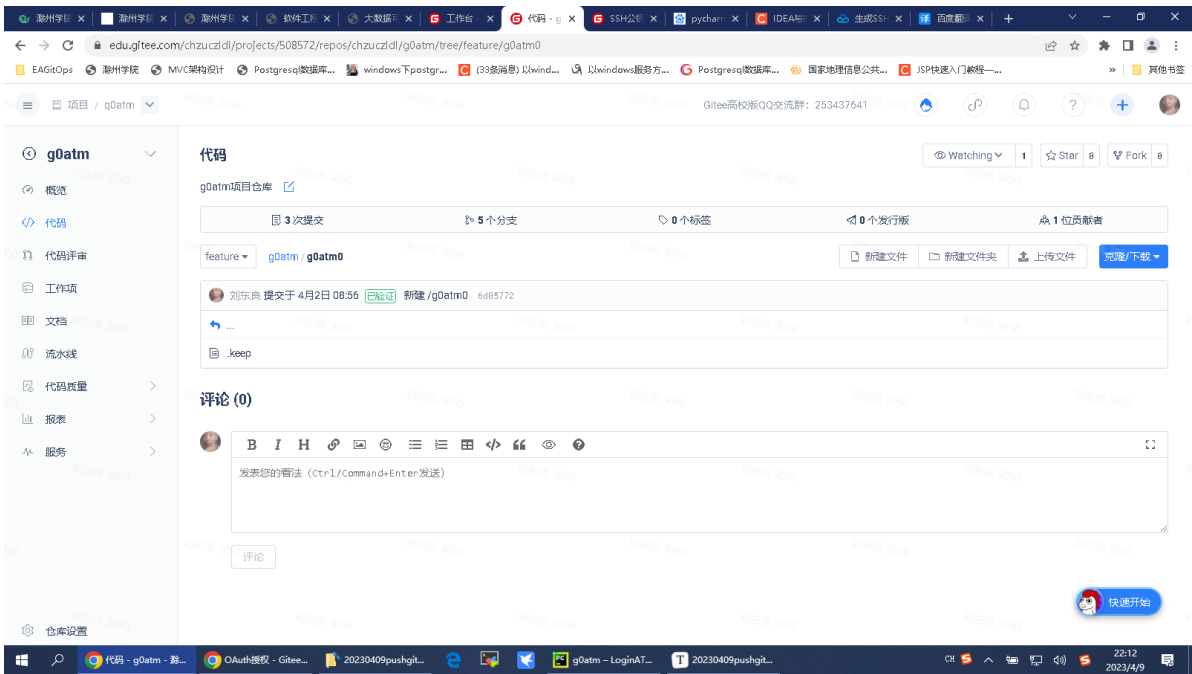 滁州学院
滁州学院
滁州学院
软件工程
大数据可
工作台 -
代码 - g
SSH公钥
pycharm
IDEA与P
生成SSH
百度翻译
edu.gitee.com/chzuczldl/projects/508572/repos/chzuczldl/g0atm/tree/feature/g0atm0
EAGitOps
滁州学院
MVC架构设计
Postgresql数据库...
windows下postgr...
(33条消息) 以wind...
以windows服务方...
Postgresql数据库...
国家地理信息公共...
JSP快速入门教程—...
»
其他书签
项目 / g0atm
Gitee高校版QQ交流群: 253437641
g0atm
概览
代码
代码评审
工作项
文档
流水线
代码质量
报表
服务
仓库设置
代码
Watching
1
Star
0
Fork
0
g0atm项目仓库
3 次提交
5 个分支
0 个标签
0 个发行版
1 位贡献者
feature
g0atm / g0atm0
新建文件
新建文件夹
上传文件
克隆/下载
刘东良 提交于 4月2日 08:56 已验证 新建 /g0atm0 6d85772
...
.keep
评论 (0)
B I H
发表您的看法（Ctrl/Command+Enter发送）
评论
快速开始
代码 - g0atm - 滁...
OAuth授权 - Gitee...
20230409pushgit...
g0atm – LoginAT...
20230409pushgit...
CH
22:12
2023/4/9
刘东良 3050